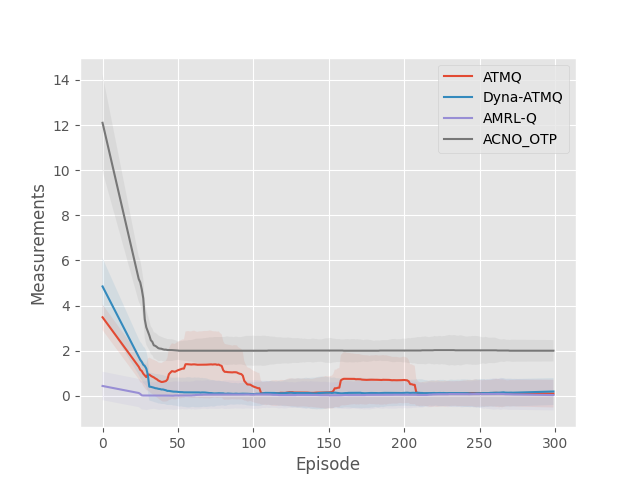 14
12
10
8
6
4
2
0
Measurements
0
50
100
150
200
250
300
Episode
ATMQ
Dyna-ATMQ
AMRL-Q
ACNO_OTP